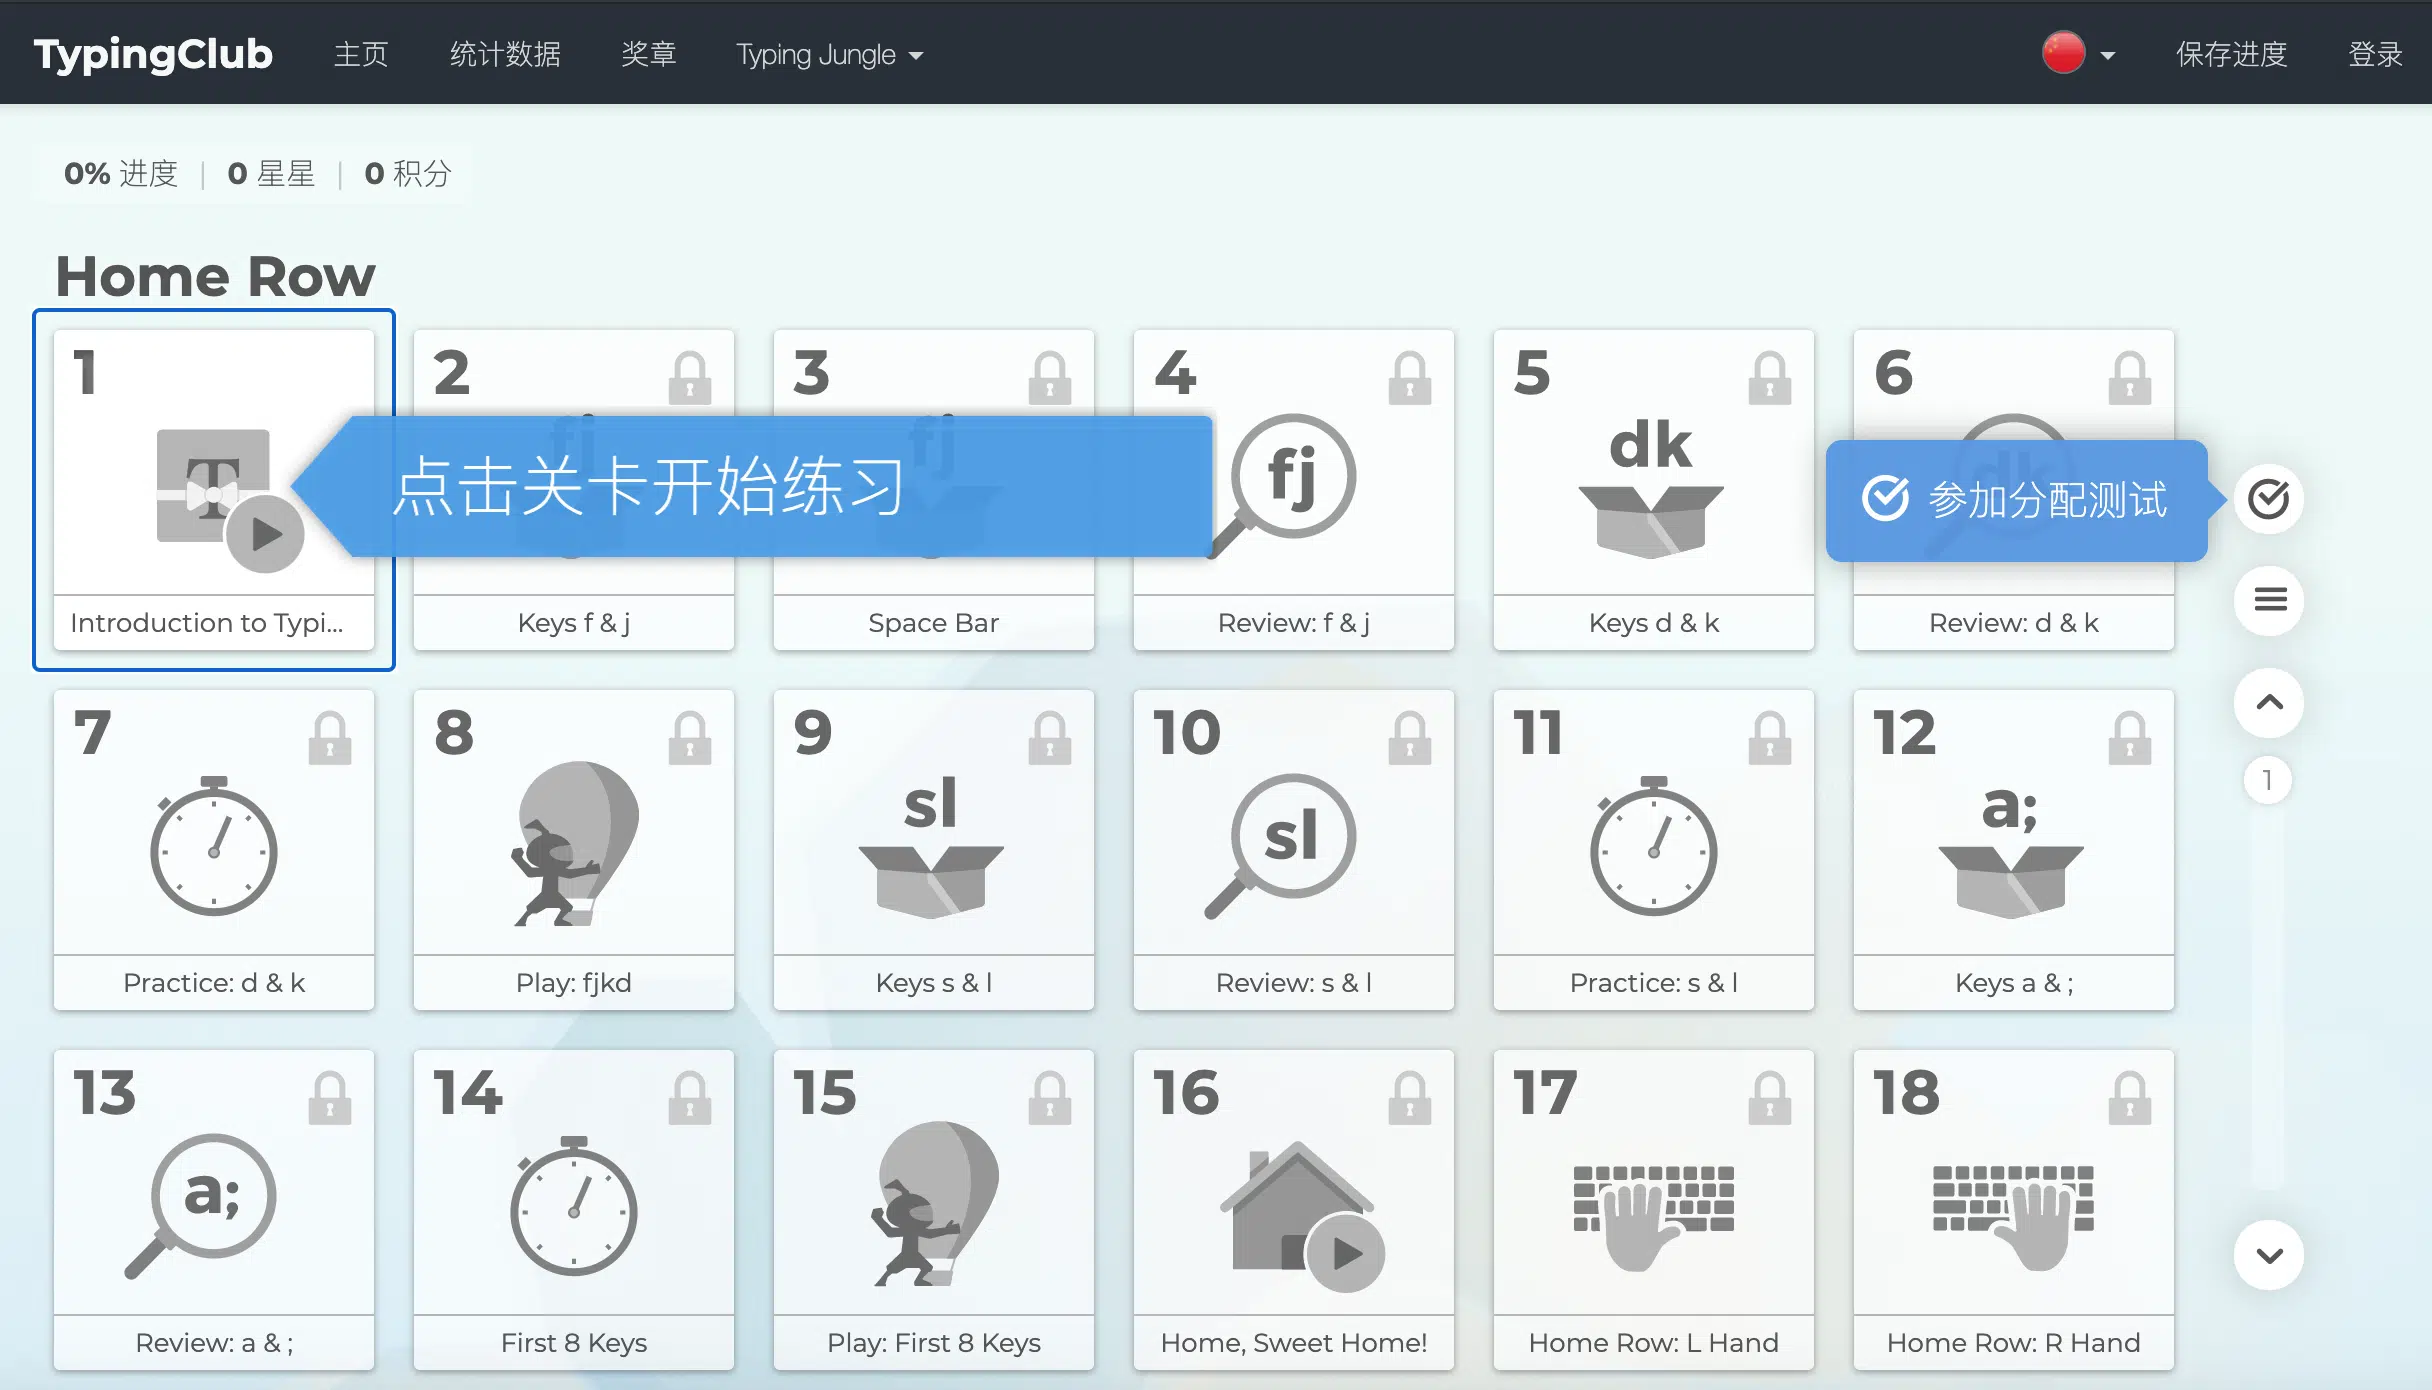 TypingClub 主页 统计数据 奖章 Typing Jungle 保存进度 登录
0% 进度 | 0 星星 | 0 积分
Home Row
1 2 3 4 5 6
fj fj fj dk dk
T
点击关卡开始练习
参加分配测试
Introduction to Typi... Keys f & j Space Bar Review: f & j Keys d & k Review: d & k
7 8 9 10 11 12
1
sl sl a;
Practice: d & k Play: fjkd Keys s & l Review: s & l Practice: s & l Keys a & ;
13 14 15 16 17 18
a;
Review: a & ; First 8 Keys Play: First 8 Keys Home, Sweet Home! Home Row: L Hand Home Row: R Hand